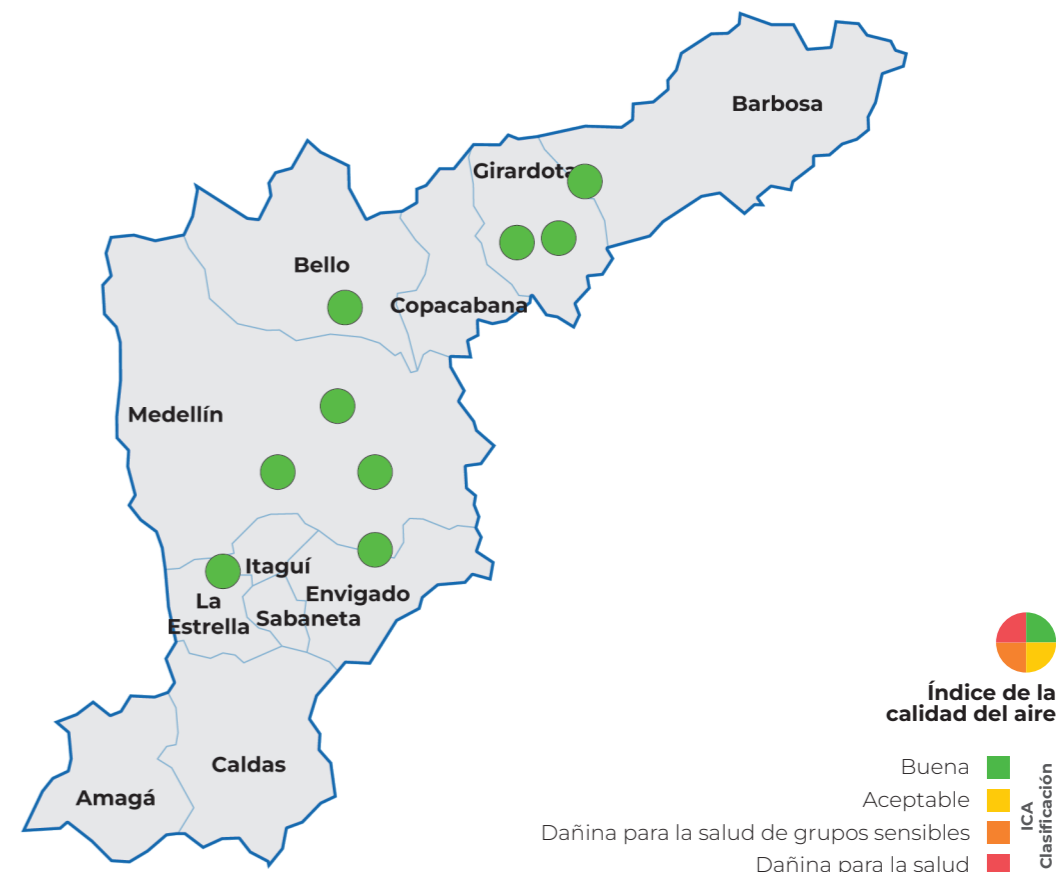 Barbosa
Girardota
Bello
Copacabana
Medellín
Itaguí
Envigado
La
Estrella
Sabaneta
Caldas
Amagá
Índice de la
calidad del aire
Buena
Aceptable
Dañina para la salud de grupos sensibles
Dañina para la salud
ICA
Clasificación